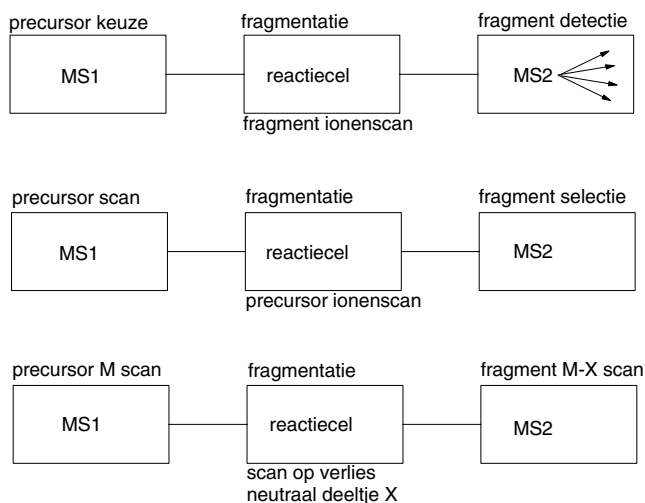 precursor keuze fragmentatie fragment detectie
MS1 reactiecel MS2
fragment ionenscan
precursor scan fragmentatie fragment selectie
MS1 reactiecel MS2
precursor ionenscan
precursor M scan fragmentatie fragment M-X scan
MS1 reactiecel MS2
scan op verlies
neutraal deeltje X